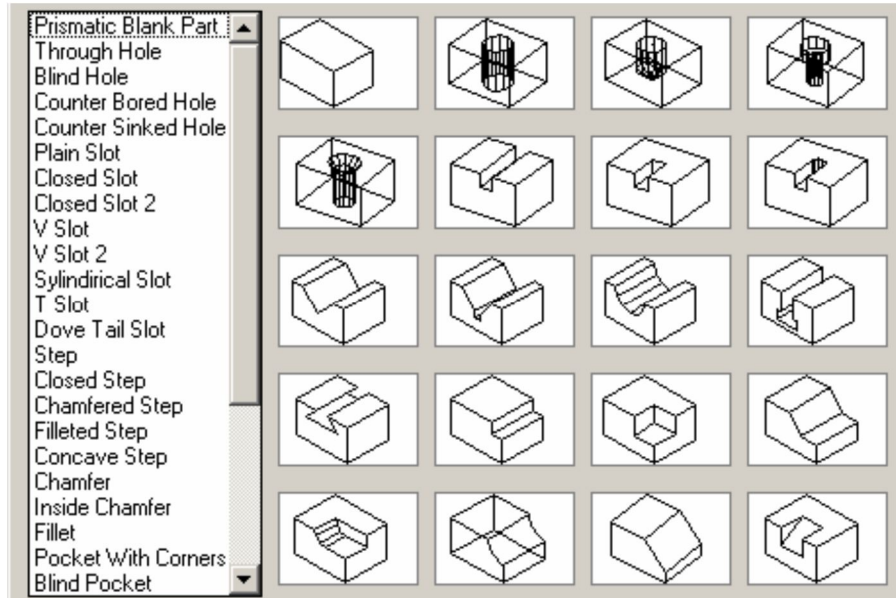 Prismatic Blank Part
Through Hole
Blind Hole
Counter Bored Hole
Counter Sinked Hole
Plain Slot
Closed Slot
Closed Slot 2
V Slot
V Slot 2
Sylindirical Slot
T Slot
Dove Tail Slot
Step
Closed Step
Chamfered Step
Filleted Step
Concave Step
Chamfer
Inside Chamfer
Fillet
Pocket With Corners
Blind Pocket